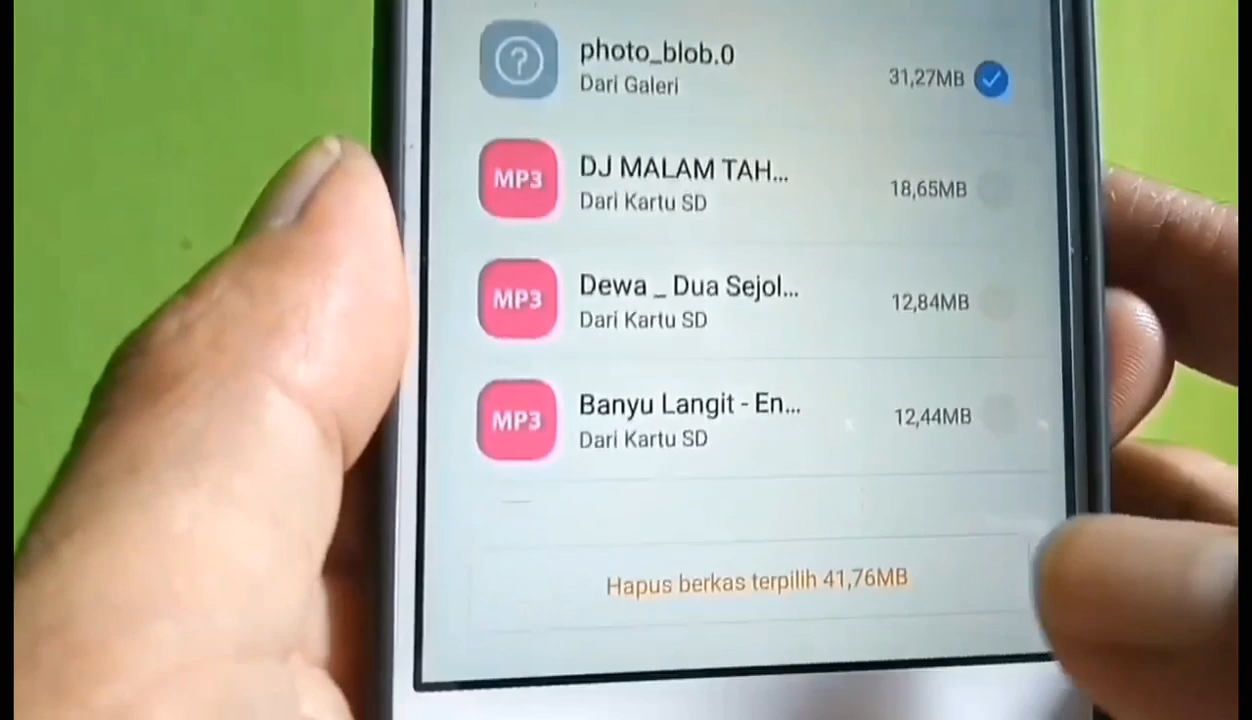 photo_blob.0
Dari Galeri
31,27MB
MP3
DJ MALAM TAH...
Dari Kartu SD
18,65MB
MP3
Dewa _ Dua Sejol...
Dari Kartu SD
12,84MB
MP3
Banyu Langit - En...
Dari Kartu SD
12,44MB
Hapus berkas terpilih 41,76MB